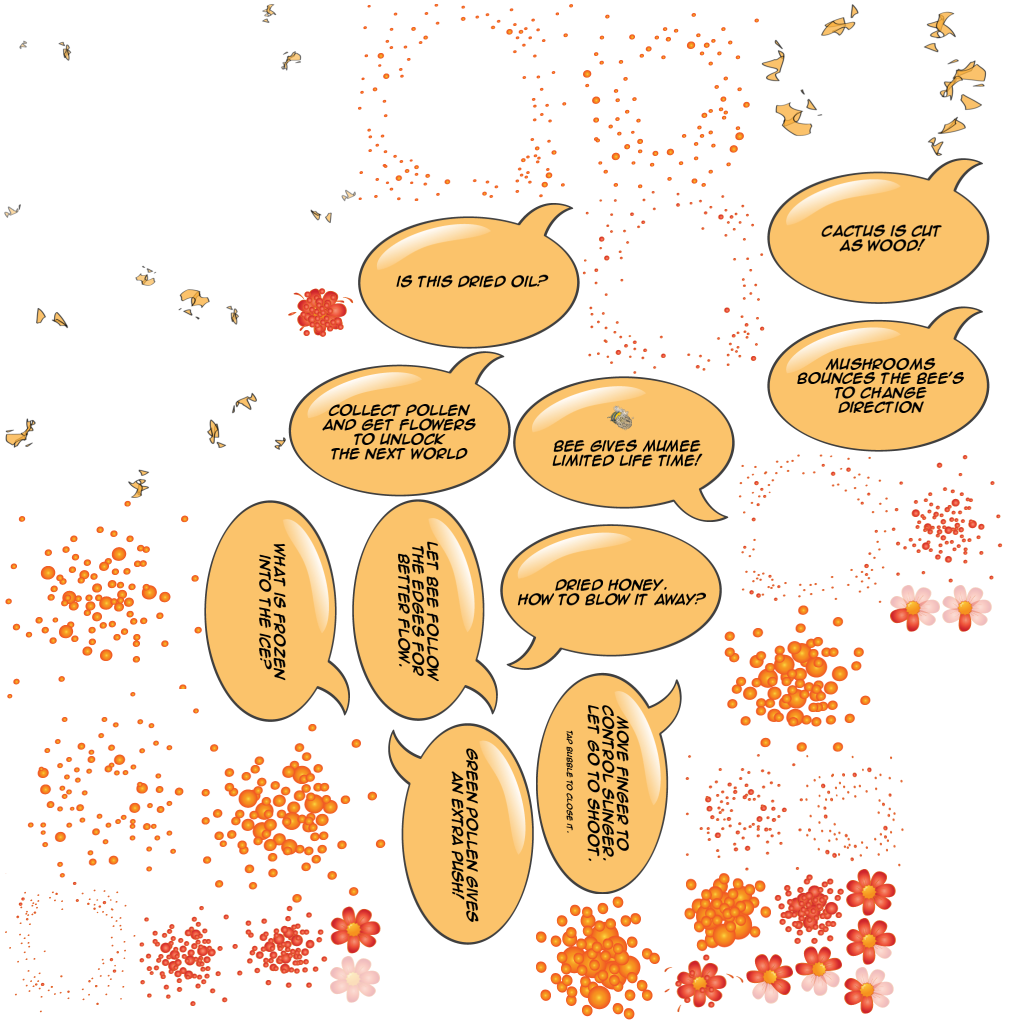 CACTUS IS CUT
AS WOOD!
IS THIS DRIED OIL?
MUSHROOMS
BOUNCES THE BEE'S
TO CHANGE
DIRECTION
COLLECT POLLEN
AND GET FLOWERS
TO UNLOCK
THE NEXT WORLD
BEE GIVES MUMEE
LIMITED LIFE TIME!
WHAT IS FROZEN
INTO THE ICE?
LET BEE FOLLOW
THE EDGES FOR
BETTER FLOW.
DRIED HONEY.
HOW TO BLOW IT AWAY?
MOVE FINGER TO
CONTROL SLINGER.
LET GO TO SHOOT.
TAP BUBBLE TO CLOSE IT.
GREEN POLLEN GIVES
AN EXTRA PUSH!